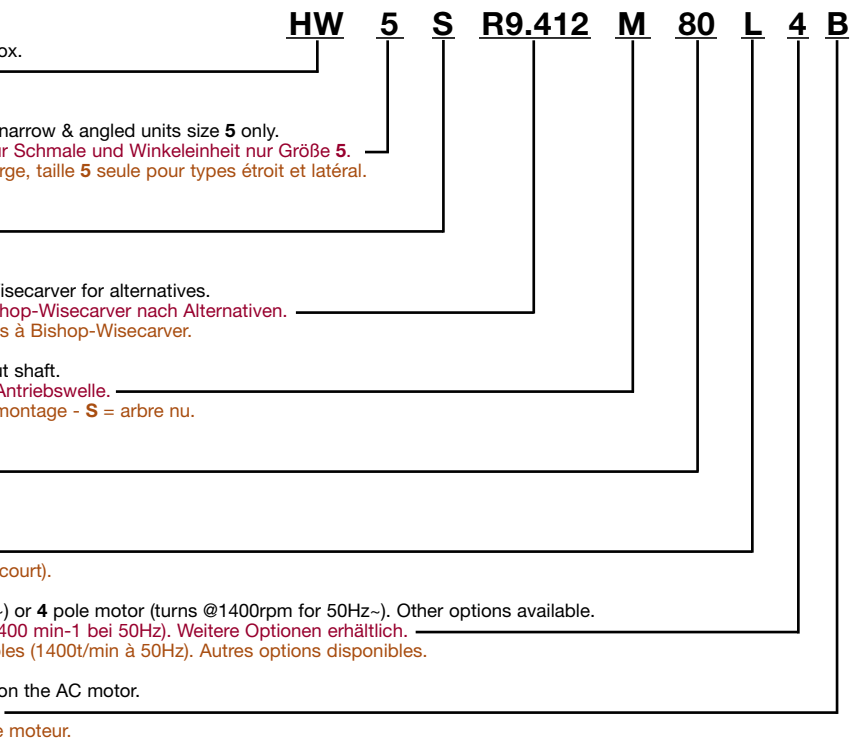 HW 5 S R9.412 M 80 L 4 B
ox.
narrow & angled units size 5 only.
ır Schmale und Winkeleinheit nur Größe 5.
rge, taille 5 seule pour types étroit et latéral.
isecarver for alternatives.
hop-Wisecarver nach Alternativen.
s à Bishop-Wisecarver.
ut shaft.
Antriebswelle.
montage - S = arbre nu.
court).
~) or 4 pole motor (turns @1400rpm for 50Hz~). Other options available.
400 min-1 bei 50Hz). Weitere Optionen erhältlich.
les (1400t/min à 50Hz). Autres options disponibles.
on the AC motor.
e moteur.